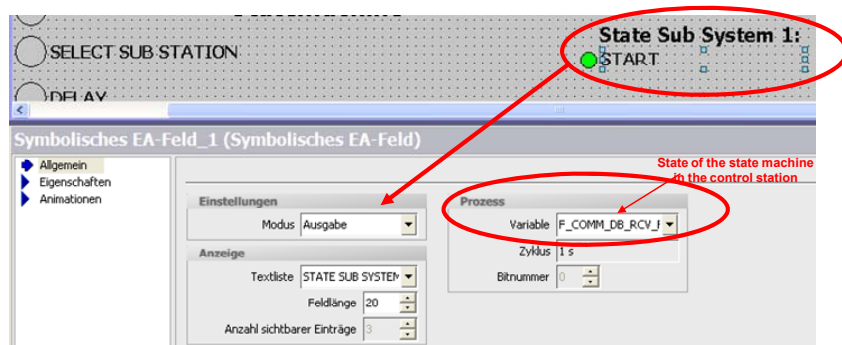 SELECT SUB STATION
DELAY
State Sub System 1:
START
Symbolisches EA-Feld_1 (Symbolisches EA-Feld)
Allgemein
Eigenschaften
Animationen
State of the state machine
in the control station
Einstellungen
Modus Ausgabe
Prozess
Variable F_COMM_DB_RCV_
Zyklus 1 s
Bitnummer 0
Anzeige
Textliste STATE SUB SYSTEM
Feldlänge 20
Anzahl sichtbarer Einträge 3